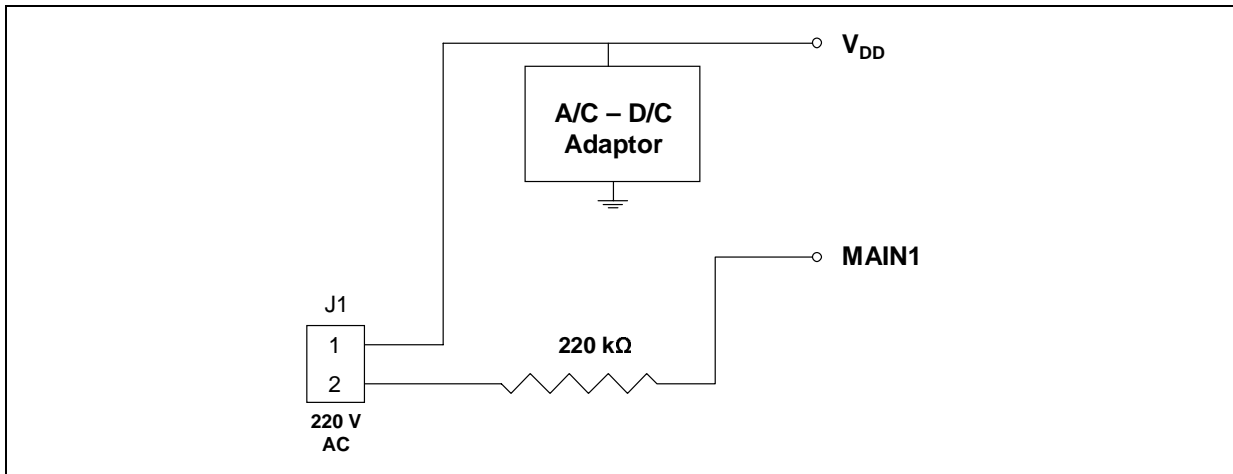 V_DD
A/C – D/C
Adaptor
MAIN1
J1
1
2
220 kΩ
220 V
AC